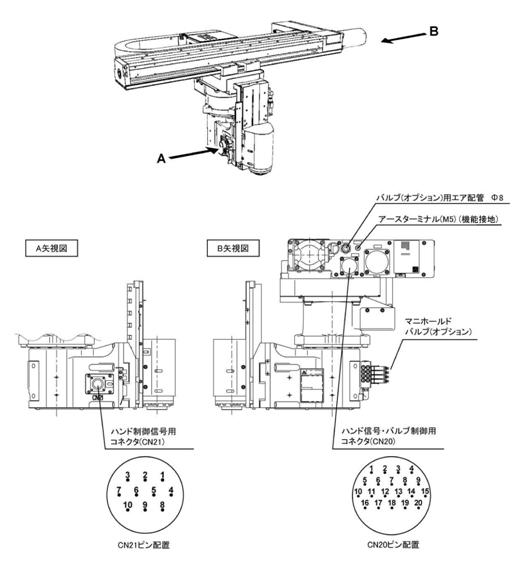 B
A
バルブ(オプション)用エア配管 Φ8
アースターミナル(M5)(機能接地)
A矢視図
B矢視図
マニホールド
バルブ(オプション)
CN21
ハンド制御信号用
コネクタ(CN21)
ハンド信号・バルブ制御用
コネクタ(CN20)
3 2 1
7 6 5 4
10 9 8
1 2 3 4
5 6 7 8 9
10 11 12 13 14 15
16 17 18 19 20
CN21ピン配置
CN20ピン配置